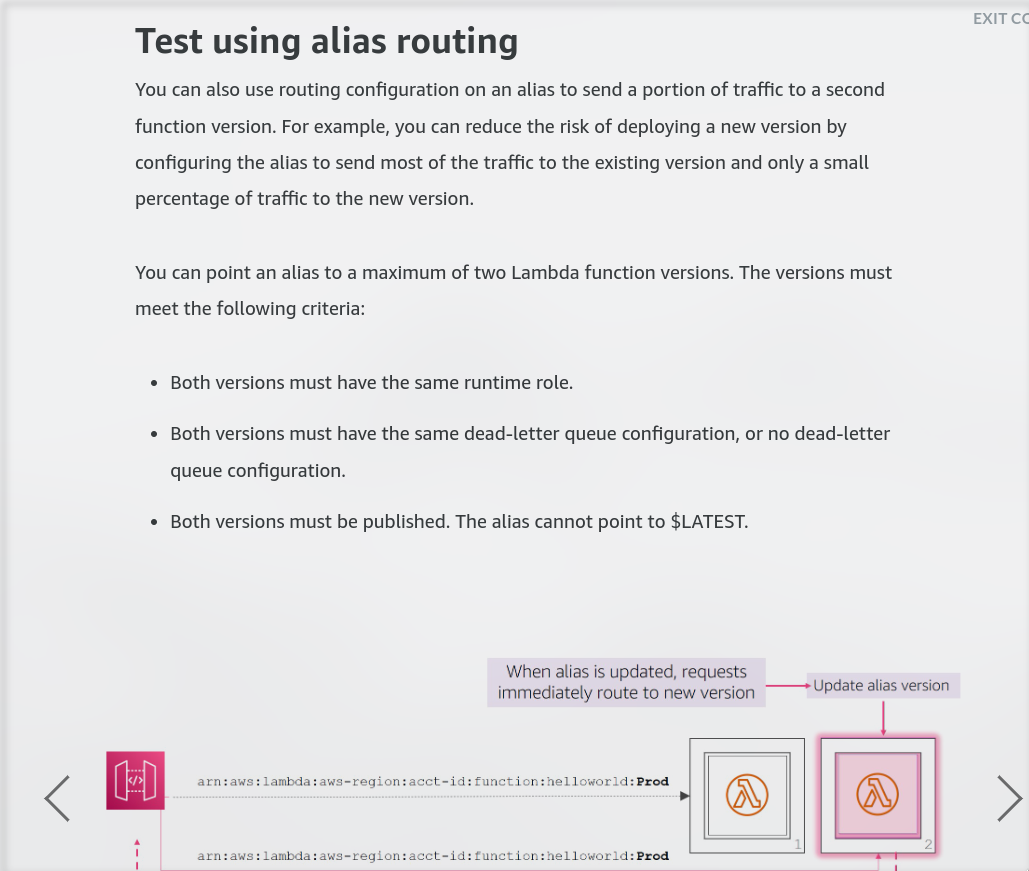 EXIT CO
Test using alias routing
You can also use routing configuration on an alias to send a portion of traffic to a second
function version. For example, you can reduce the risk of deploying a new version by
configuring the alias to send most of the traffic to the existing version and only a small
percentage of traffic to the new version.
You can point an alias to a maximum of two Lambda function versions. The versions must
meet the following criteria:
• Both versions must have the same runtime role.
• Both versions must have the same dead-letter queue configuration, or no dead-letter
queue configuration.
• Both versions must be published. The alias cannot point to $LATEST.
When alias is updated, requests
immediately route to new version
Update alias version
arn:aws:lambda:aws-region:acct-id:function:helloworld:Prod
1
2
arn:aws:lambda:aws-region:acct-id:function:helloworld:Prod